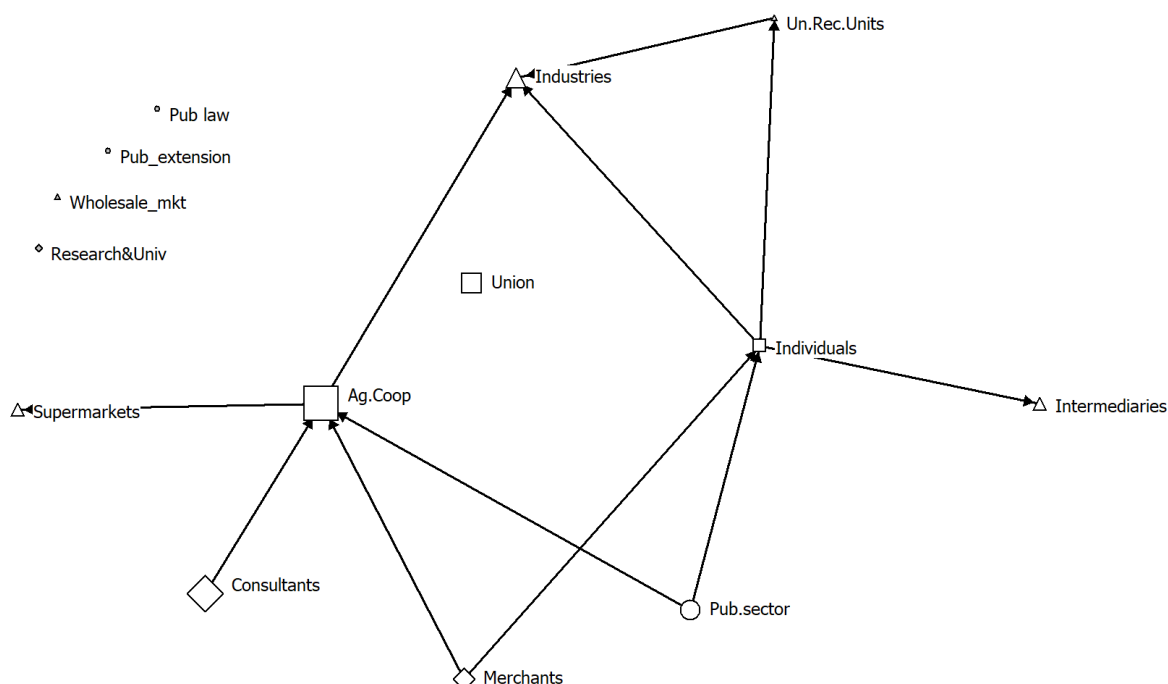 Un.Rec.Units
Industries
Pub law
Pub_extension
Wholesale_mkt
Research&Univ
Union
Individuals
Ag.Coop
Supermarkets
Intermediaries
Consultants
Pub.sector
Merchants